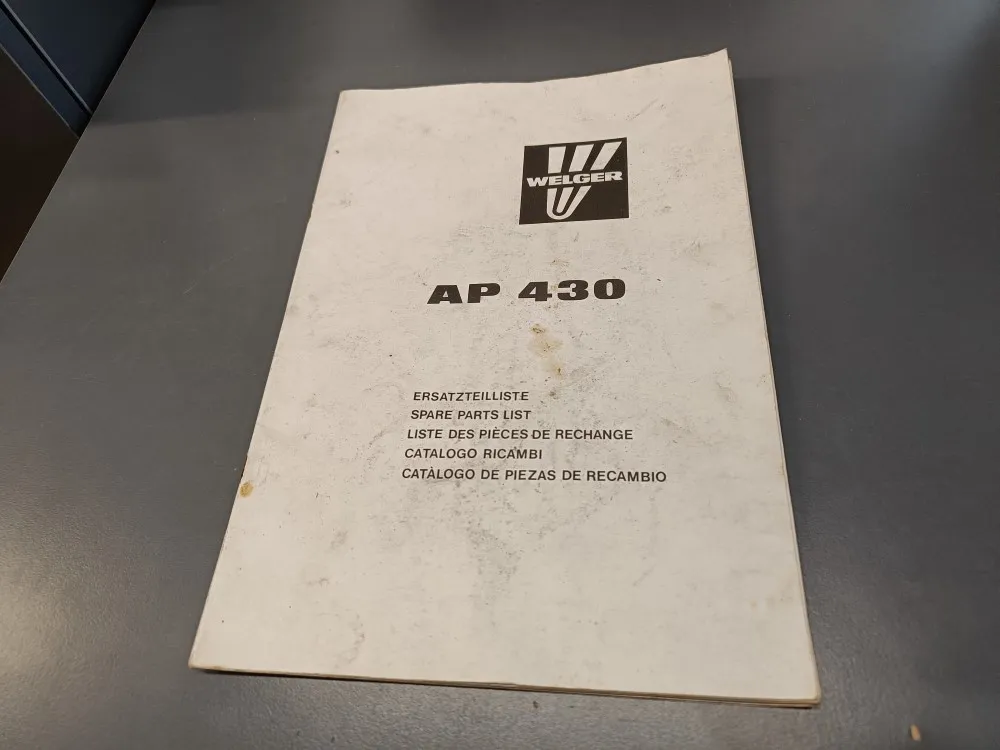 WELGER
AP 430
ERSATZTEILLISTE
SPARE PARTS LIST
LISTE DES PIÈCES DE RECHANGE
CATALOGO RICAMBI
CATÀLOGO DE PIEZAS DE RECAMBIO